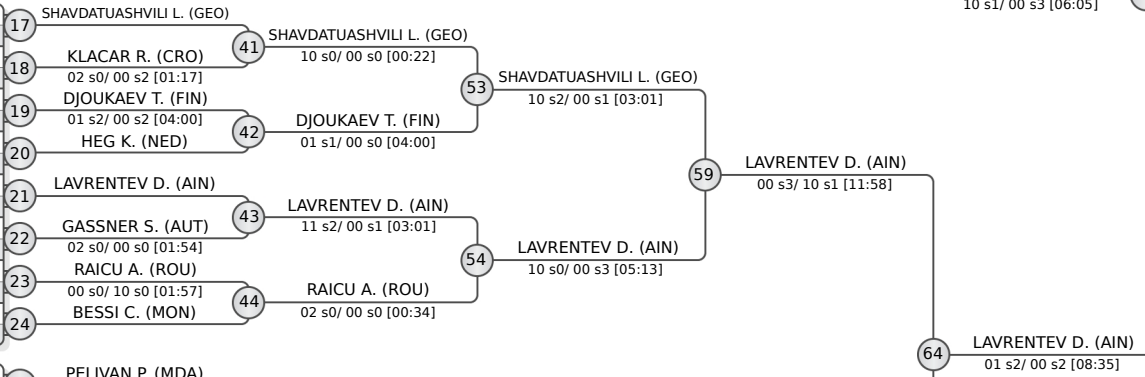 10 s1/ 00 s3 [06:05]
17
SHAVDATUASHVILI L. (GEO)
41
SHAVDATUASHVILI L. (GEO)
10 s0/ 00 s0 [00:22]
18
KLACAR R. (CRO)
02 s0/ 00 s2 [01:17]
53
SHAVDATUASHVILI L. (GEO)
10 s2/ 00 s1 [03:01]
19
DJOUKAEV T. (FIN)
01 s2/ 00 s2 [04:00]
42
DJOUKAEV T. (FIN)
01 s1/ 00 s0 [04:00]
20
HEG K. (NED)
59
LAVRENTEV D. (AIN)
00 s3/ 10 s1 [11:58]
21
LAVRENTEV D. (AIN)
43
LAVRENTEV D. (AIN)
11 s2/ 00 s1 [03:01]
22
GASSNER S. (AUT)
02 s0/ 00 s0 [01:54]
54
LAVRENTEV D. (AIN)
10 s0/ 00 s3 [05:13]
23
RAICU A. (ROU)
00 s0/ 10 s0 [01:57]
44
RAICU A. (ROU)
02 s0/ 00 s0 [00:34]
24
BESSI C. (MON)
64
LAVRENTEV D. (AIN)
01 s2/ 00 s2 [08:35]
PELIVAN P. (MDA)